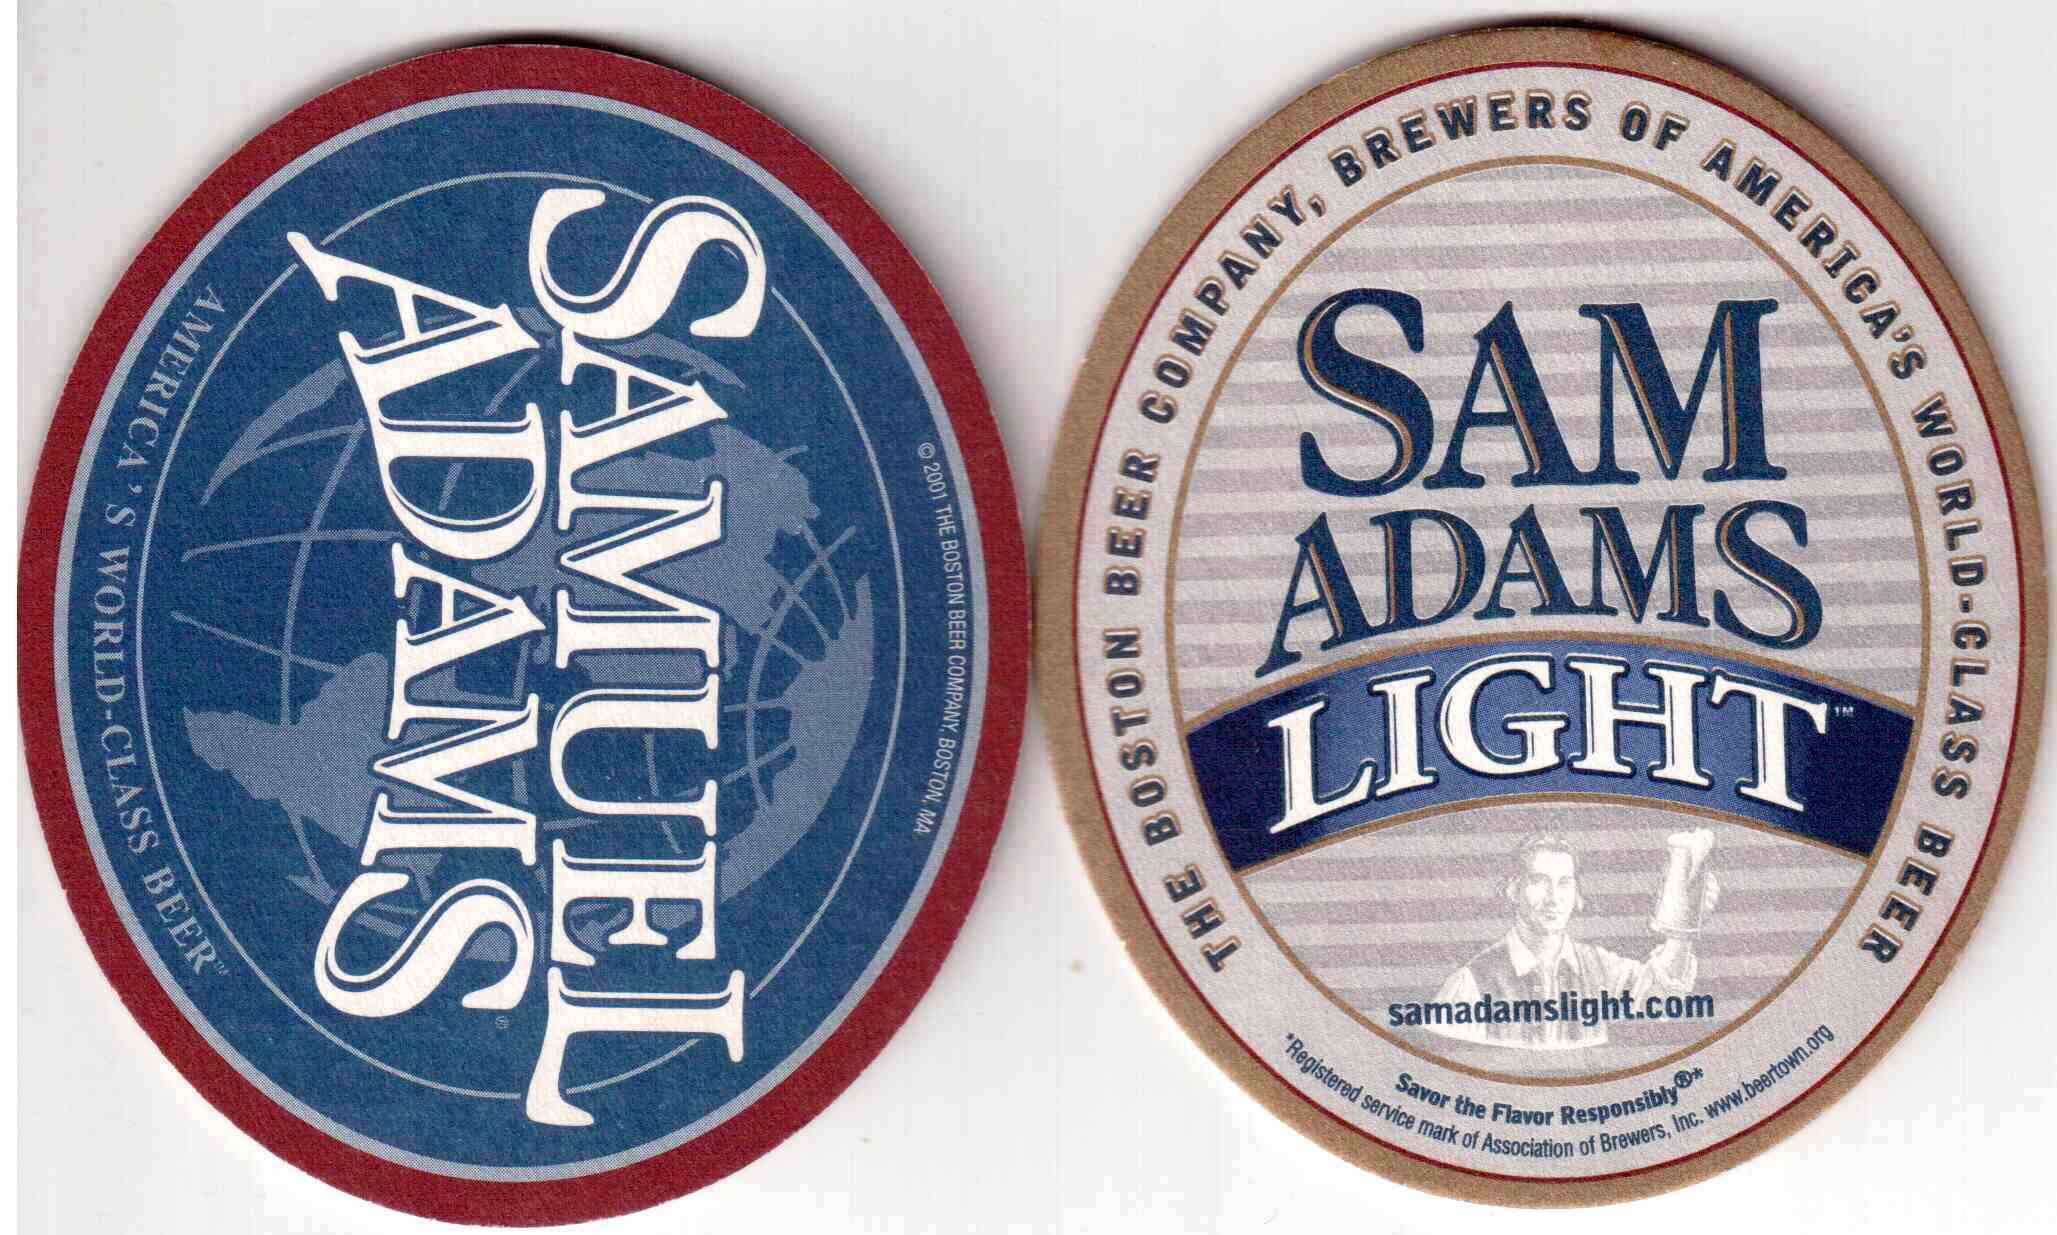 © 2001 THE BOSTON BEER COMPANY, BOSTON, MA
SAMUEL
ADAMS®
AMERICA'S WORLD-CLASS BEER™
THE BOSTON BEER COMPANY, BREWERS OF AMERICA'S WORLD-CLASS BEER
SAM
ADAMS
LIGHT™
samadamslight.com
Savor the Flavor Responsibly®*
*Registered service mark of Association of Brewers, Inc. www.beertown.org